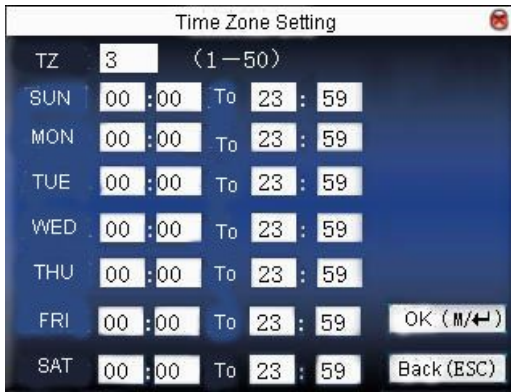 Time Zone Setting
TZ 3 (1—50)
SUN 00:00 To 23:59
MON 00:00 To 23:59
TUE 00:00 To 23:59
WED 00:00 To 23:59
THU 00:00 To 23:59
FRI 00:00 To 23:59
OK (M/↵)
SAT 00:00 To 23:59
Back(ESC)